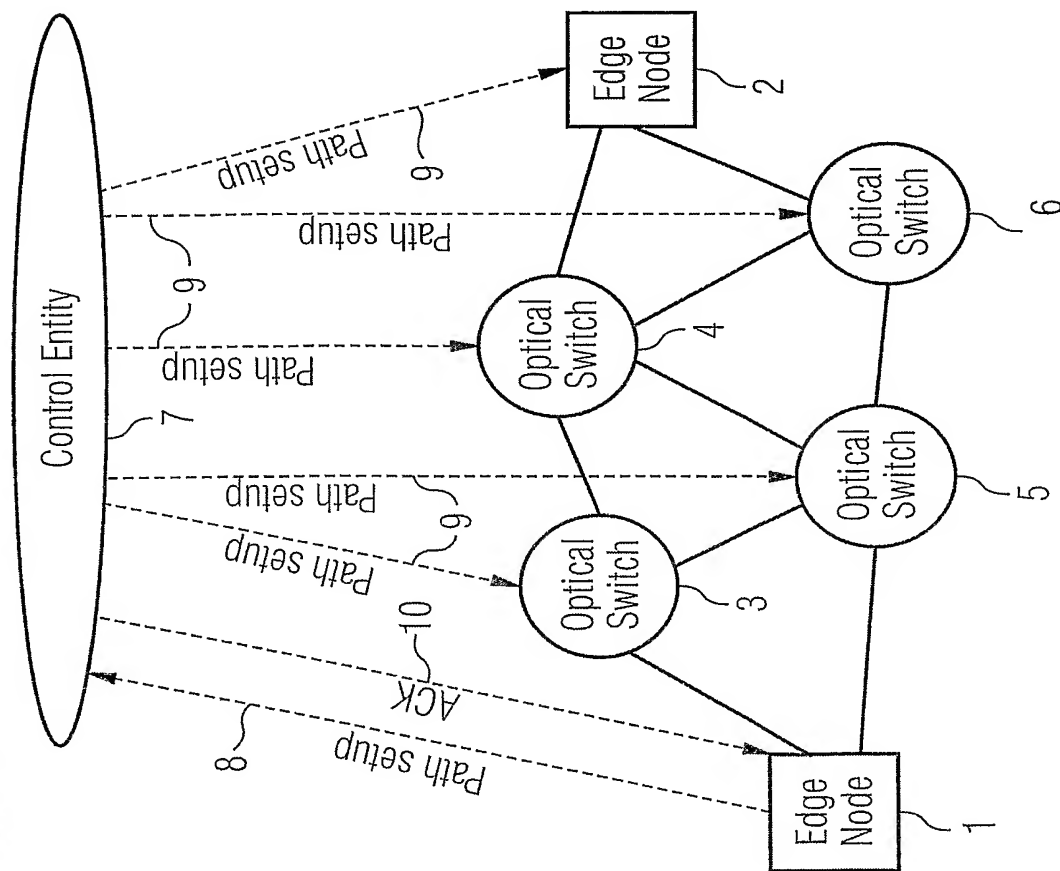 Control Entity
7
8
Path setup
10
ACK
Path setup
9
Path setup
9
Path setup
Path setup
Path setup
9
Optical
Switch
3
Optical
Switch
4
Edge
Node
2
Edge
Node
1
Optical
Switch
5
Optical
Switch
6